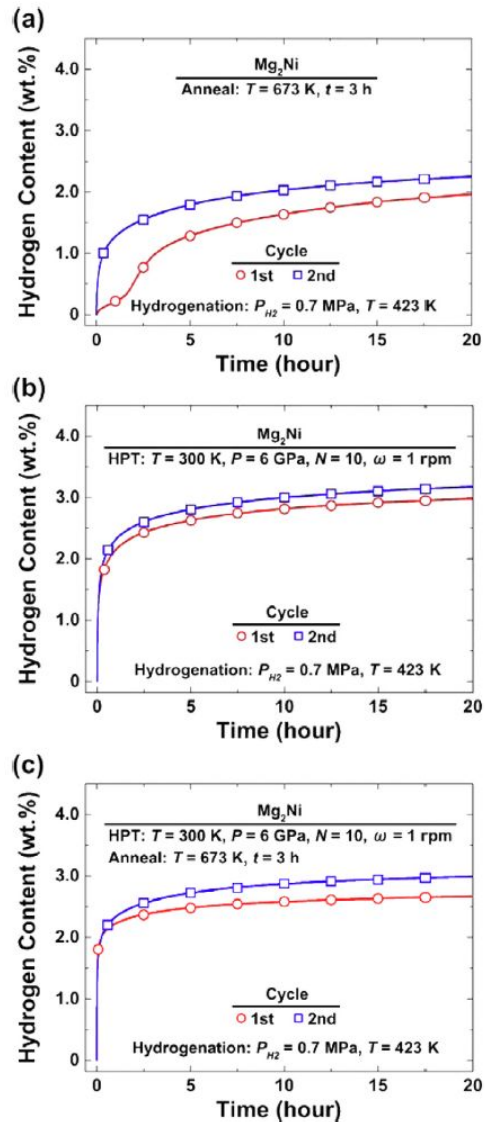 (a)
Hydrogen Content (wt.%)
4.0
3.0
2.0
1.0
0
Mg₂Ni
Anneal: T = 673 K, t = 3 h
Cycle
1st 2nd
Hydrogenation: P_H2 = 0.7 MPa, T = 423 K
0 5 10 15 20
Time (hour)
(b)
Hydrogen Content (wt.%)
4.0
3.0
2.0
1.0
0
Mg₂Ni
HPT: T = 300 K, P = 6 GPa, N = 10, ω = 1 rpm
Cycle
1st 2nd
Hydrogenation: P_H2 = 0.7 MPa, T = 423 K
0 5 10 15 20
Time (hour)
(c)
Hydrogen Content (wt.%)
4.0
3.0
2.0
1.0
0
Mg₂Ni
HPT: T = 300 K, P = 6 GPa, N = 10, ω = 1 rpm
Anneal: T = 673 K, t = 3 h
Cycle
1st 2nd
Hydrogenation: P_H2 = 0.7 MPa, T = 423 K
0 5 10 15 20
Time (hour)